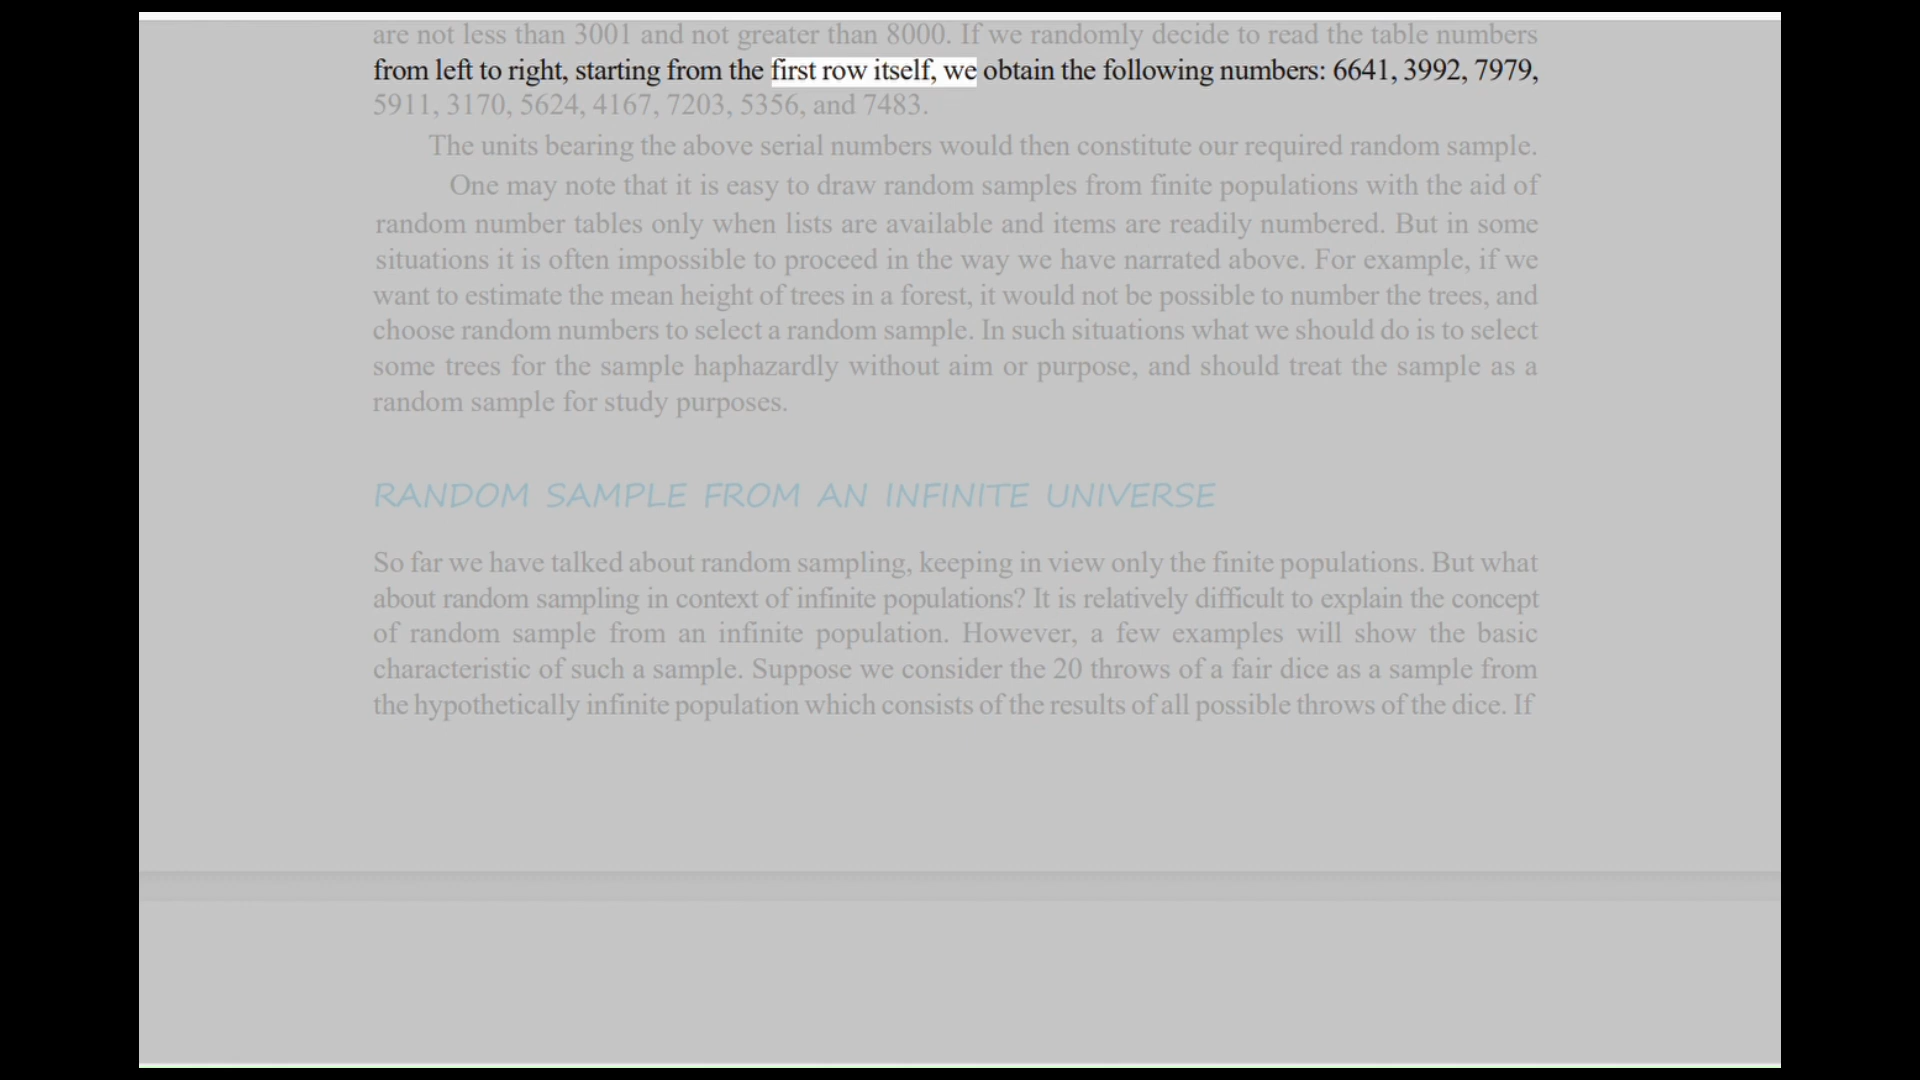 are not less than 3001 and not greater than 8000. If we randomly decide to read the table numbers
from left to right, starting from the first row itself, we obtain the following numbers: 6641, 3992, 7979,
5911, 3170, 5624, 4167, 7203, 5356, and 7483.
The units bearing the above serial numbers would then constitute our required random sample.
One may note that it is easy to draw random samples from finite populations with the aid of
random number tables only when lists are available and items are readily numbered. But in some
situations it is often impossible to proceed in the way we have narrated above. For example, if we
want to estimate the mean height of trees in a forest, it would not be possible to number the trees, and
choose random numbers to select a random sample. In such situations what we should do is to select
some trees for the sample haphazardly without aim or purpose, and should treat the sample as a
random sample for study purposes.
RANDOM SAMPLE FROM AN INFINITE UNIVERSE
So far we have talked about random sampling, keeping in view only the finite populations. But what
about random sampling in context of infinite populations? It is relatively difficult to explain the concept
of random sample from an infinite population. However, a few examples will show the basic
characteristic of such a sample. Suppose we consider the 20 throws of a fair dice as a sample from
the hypothetically infinite population which consists of the results of all possible throws of the dice. If